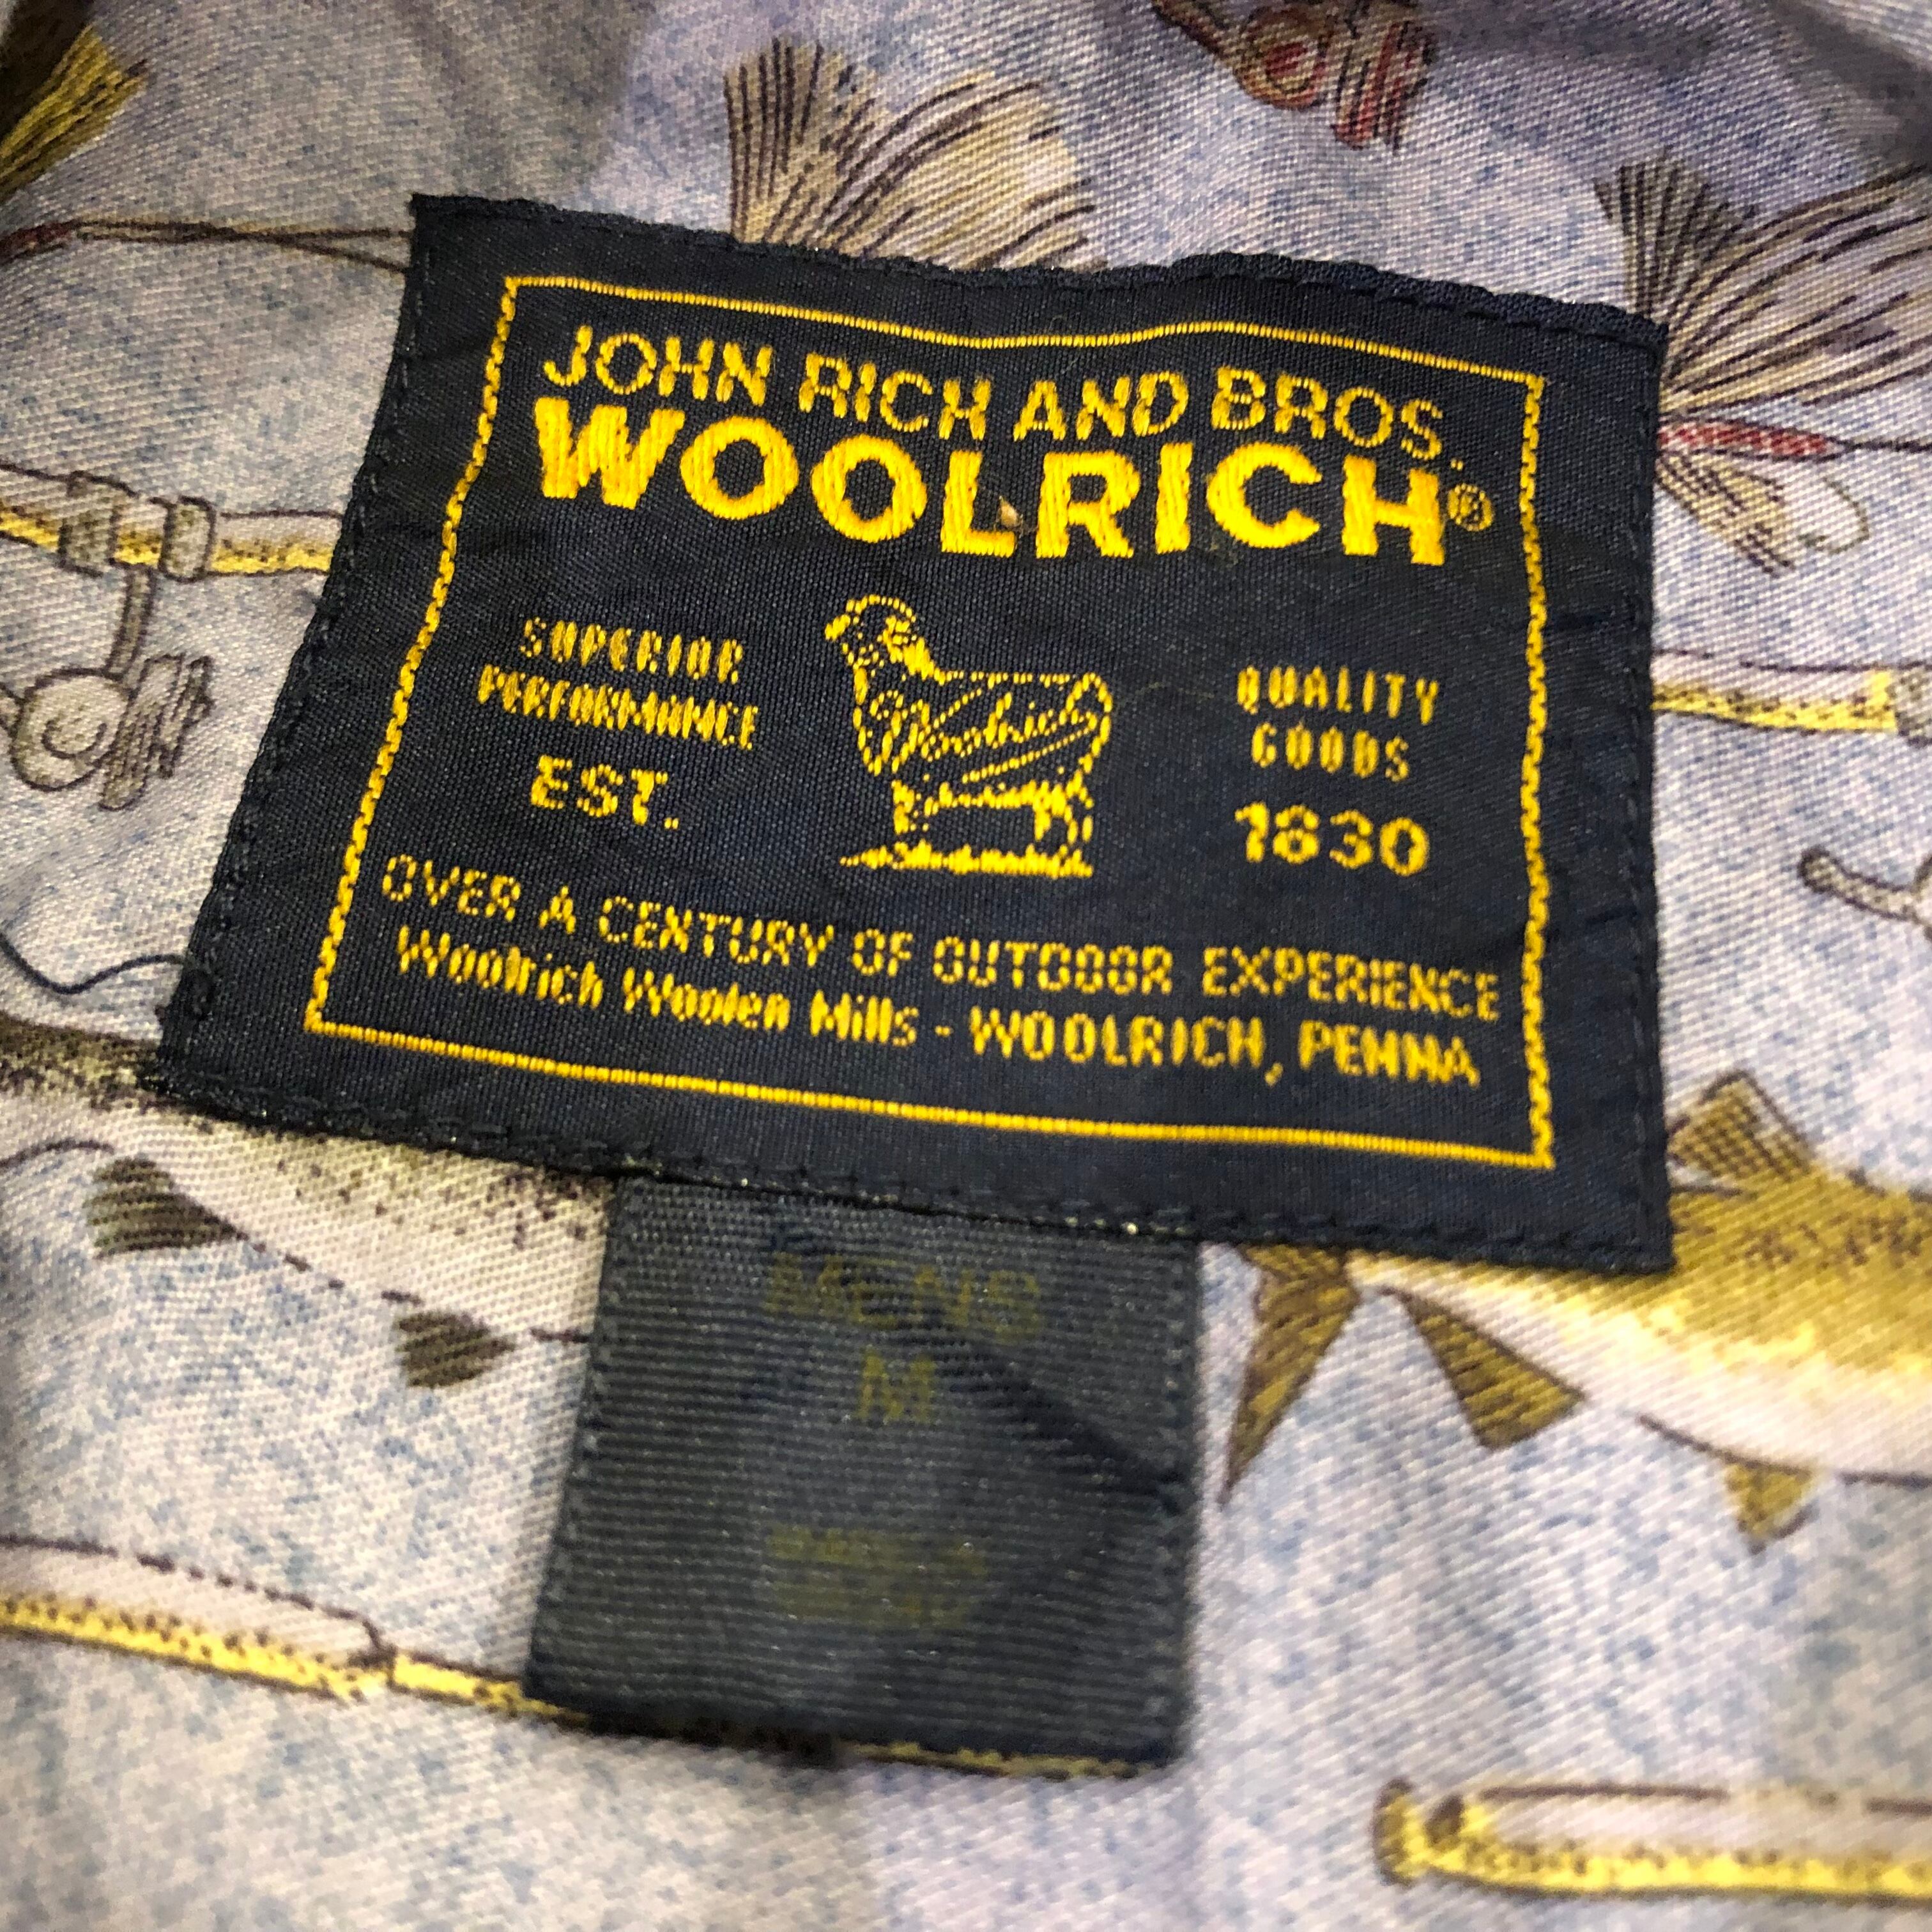 JOHN RICH AND BROS.
WOOLRICH®
SUPERIOR
PERFORMANCE
EST.
Woolrich
QUALITY
GOODS
1830
OVER A CENTURY OF OUTDOOR EXPERIENCE
Woolrich Woolen Mills - WOOLRICH, PENNA
MENS
M